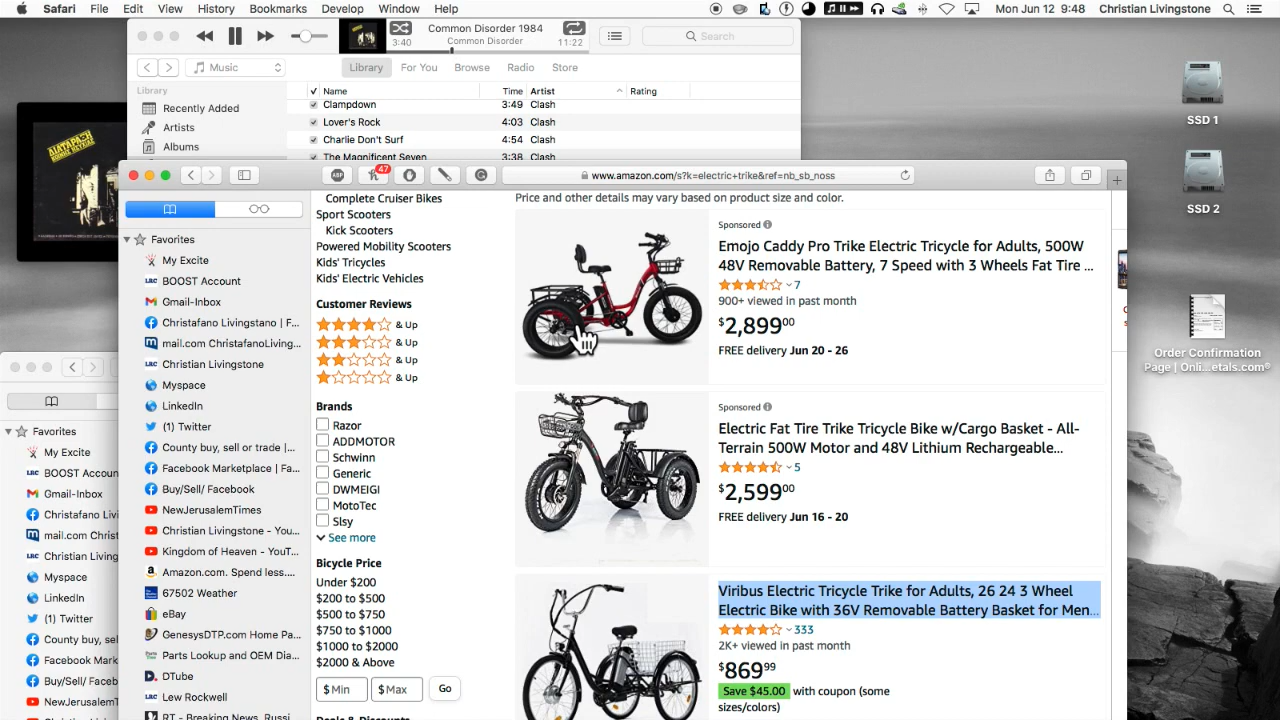 Safari File Edit View History Bookmarks Develop Window Help
Mon Jun 12 9:48 Christian Livingstone
Common Disorder 1984
3:40 Common Disorder 11:22
Search
Music Library For You Browse Radio Store
Library
Recently Added
Artists
Albums
✓ Name Time Artist Rating
Clampdown 3:49 Clash
Lover's Rock 4:03 Clash
Charlie Don't Surf 4:54 Clash
The Magnificent Seven 3:38 Clash
SSD 1
SSD 2
Order Confirmation
Page | Onli...etals.com®
ABP 47 www.amazon.com/s?k=electric+trike&ref=nb_sb_noss
Favorites
My Excite
LRC BOOST Account
Gmail-Inbox
Christafano Livingstano | F...
mail.com ChristafanoLiving...
LRC Christian Livingstone
Myspace
LinkedIn
(1) Twitter
County buy, sell or trade |...
Facebook Marketplace | Fa...
Buy/Sell/ Facebook
NewJerusalemTimes
Christian Livingstone - You...
Kingdom of Heaven - YouT...
Amazon.com. Spend less....
67502 Weather
eBay
GenesysDTP.com Home Pa...
Parts Lookup and OEM Dia...
DTube
LRC Lew Rockwell
RT - Breaking News, Russi
Complete Cruiser Bikes
Sport Scooters
Kick Scooters
Powered Mobility Scooters
Kids' Tricycles
Kids' Electric Vehicles
Customer Reviews
& Up
& Up
& Up
& Up
Brands
Razor
ADDMOTOR
Schwinn
Generic
DWMEIGI
MotoTec
Slsy
See more
Bicycle Price
Under $200
$200 to $500
$500 to $750
$750 to $1000
$1000 to $2000
$2000 & Above
$ Min $ Max Go
Price and other details may vary based on product size and color.
Sponsored
Emojo Caddy Pro Trike Electric Tricycle for Adults, 500W
48V Removable Battery, 7 Speed with 3 Wheels Fat Tire ...
7
900+ viewed in past month
$2,89900
FREE delivery Jun 20 - 26
Sponsored
Electric Fat Tire Trike Tricycle Bike w/Cargo Basket - All-
Terrain 500W Motor and 48V Lithium Rechargeable...
5
$2,59900
FREE delivery Jun 16 - 20
Viribus Electric Tricycle Trike for Adults, 26 24 3 Wheel
Electric Bike with 36V Removable Battery Basket for Men...
333
2K+ viewed in past month
$86999
Save $45.00 with coupon (some
sizes/colors)
Favorites
My Excite
LRC BOOST Accoun
Gmail-Inbox
Christafano Livi
mail.com Christ
LRC Christian Living
Myspace
LinkedIn
(1) Twitter
County buy, sel
Facebook Mark
Buy/Sell/ Faceb
NewJerusalemT